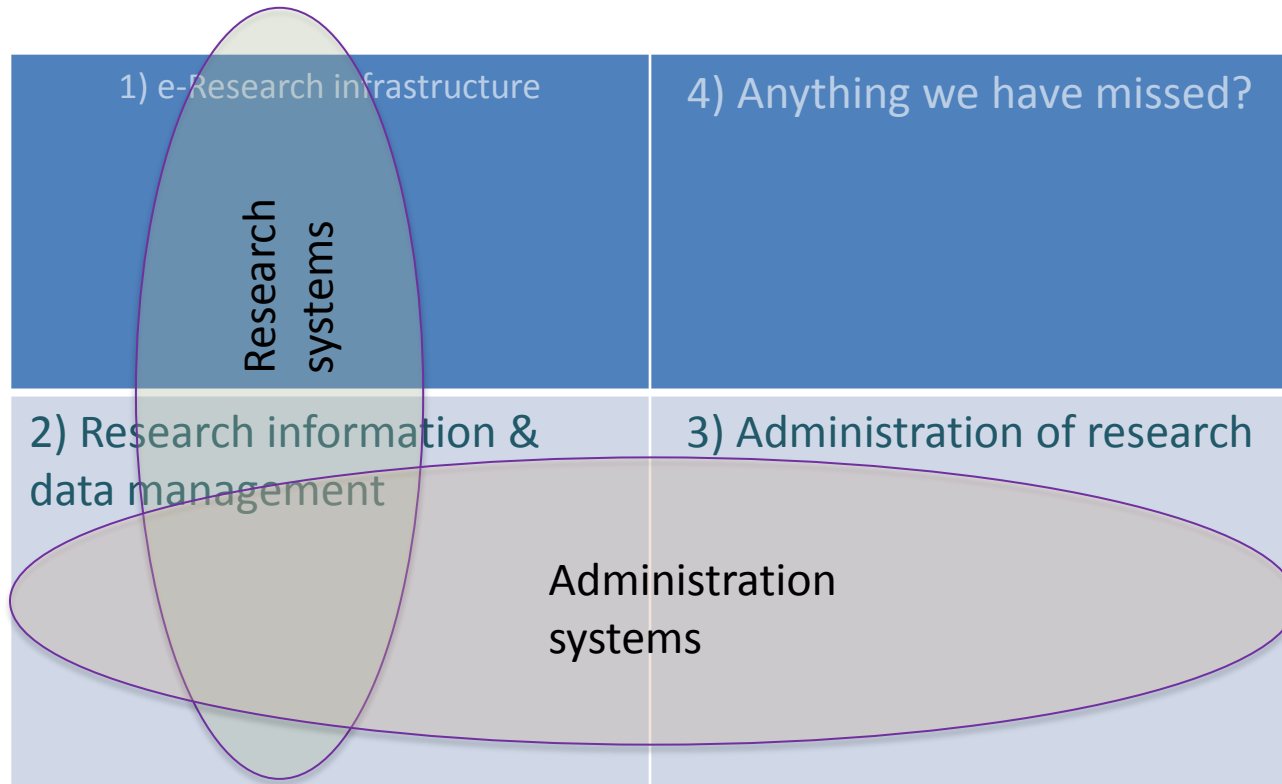 1) e-Research infrastructure
4) Anything we have missed?
Research
systems
2) Research information &
data management
3) Administration of research
Administration
systems